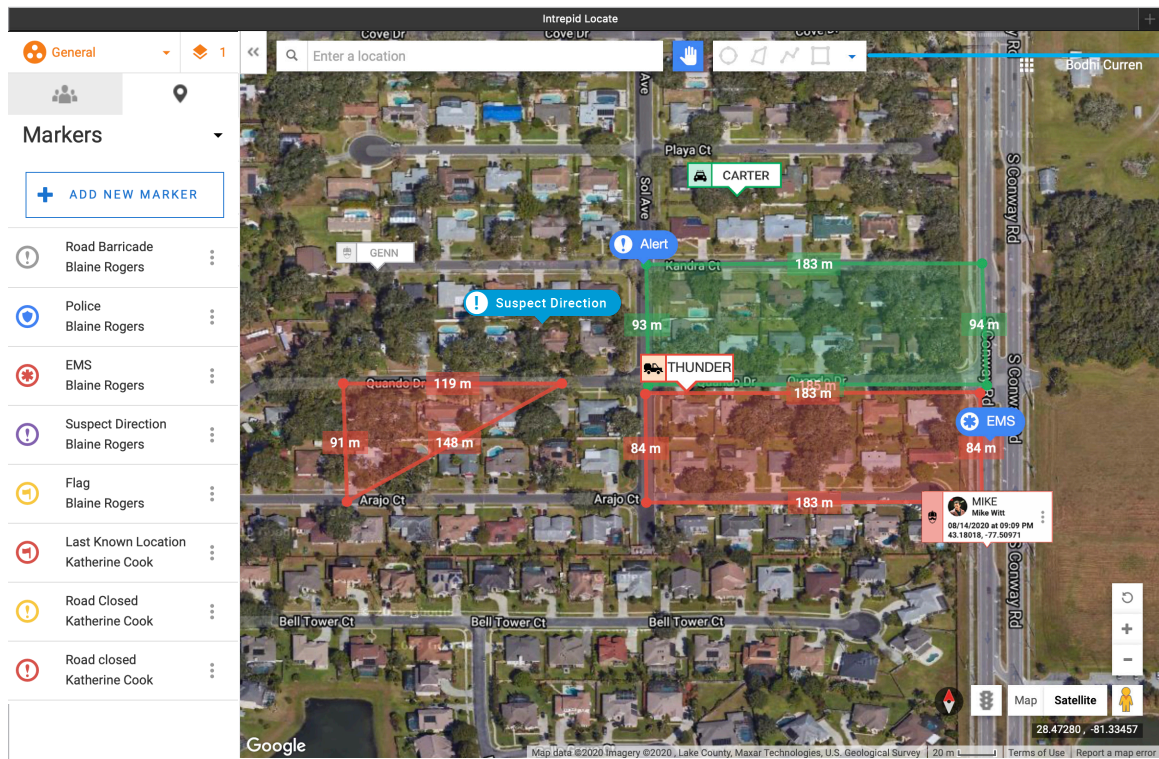 Intrepid Locate
General
1
Enter a location
Bodhi Curren
Markers
ADD NEW MARKER
Road Barricade
Blaine Rogers
Police
Blaine Rogers
EMS
Blaine Rogers
Suspect Direction
Blaine Rogers
Flag
Blaine Rogers
Last Known Location
Katherine Cook
Road Closed
Katherine Cook
Road closed
Katherine Cook
Cove Dr
Cove Dr
Cove Dr
Ave
Playa Ct
CARTER
Sol Ave
S Conway Rd
GENN
Alert
Kandra Ct
183 m
Suspect Direction
93 m
94 m
THUNDER
Quando Dr
119 m
Quando Dr
Quando Dr
185 m
183 m
S Conway Rd
91 m
148 m
84 m
EMS
84 m
Arajo Ct
Arajo Ct
183 m
MIKE
Mike Witt
08/14/2020 at 09:09 PM
43.18018, -77.50971
S Conway Rd
Bell Tower Ct
Bell Tower Ct
Bell Tower Ct
Map
Satellite
28.47280 , -81.33457
Google
Map data ©2020 Imagery ©2020 , Lake County, Maxar Technologies, U.S. Geological Survey
20 m
Terms of Use
Report a map error